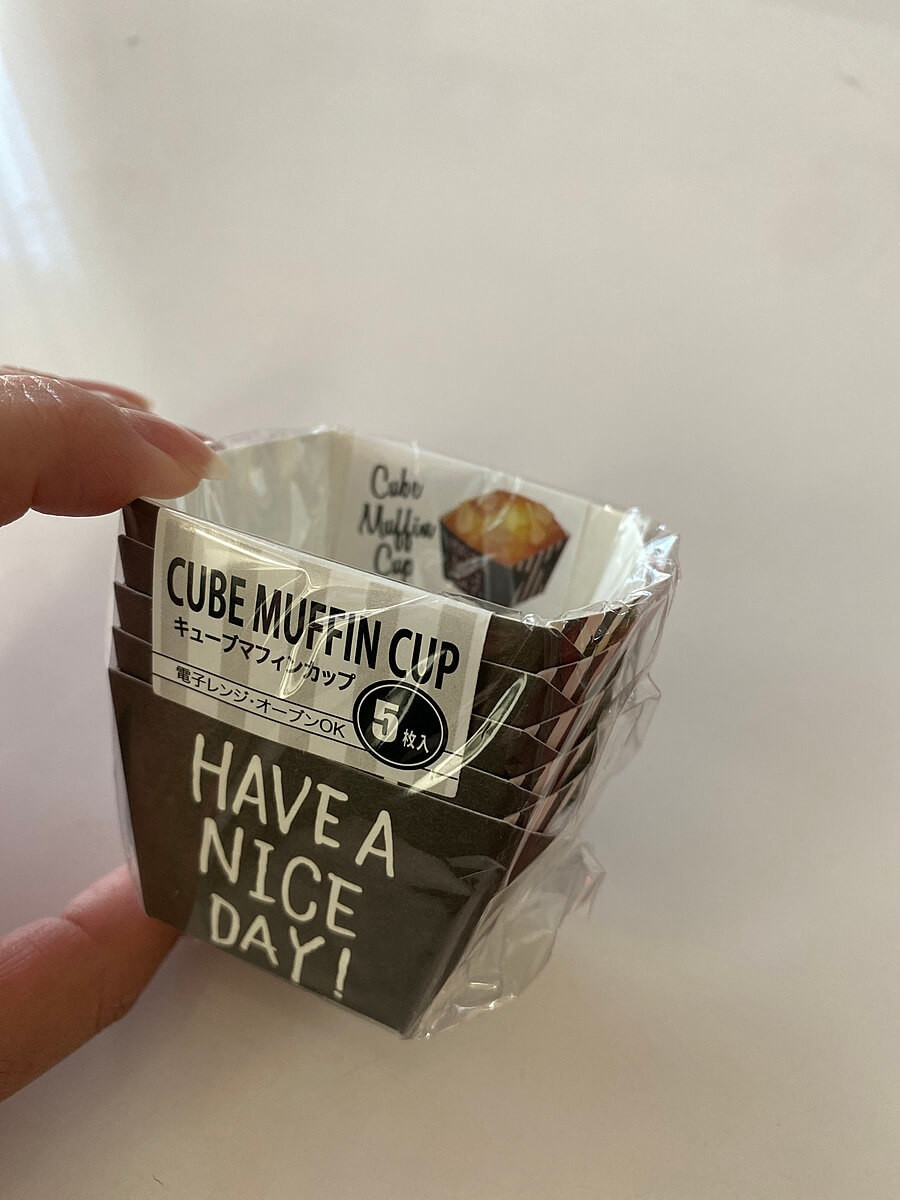 Cube
Muffin
Cup
CUBE MUFFIN CUP
キューブマフィンカップ
電子レンジ・オーブンOK
5枚入
HAVE A
NICE
DAY!